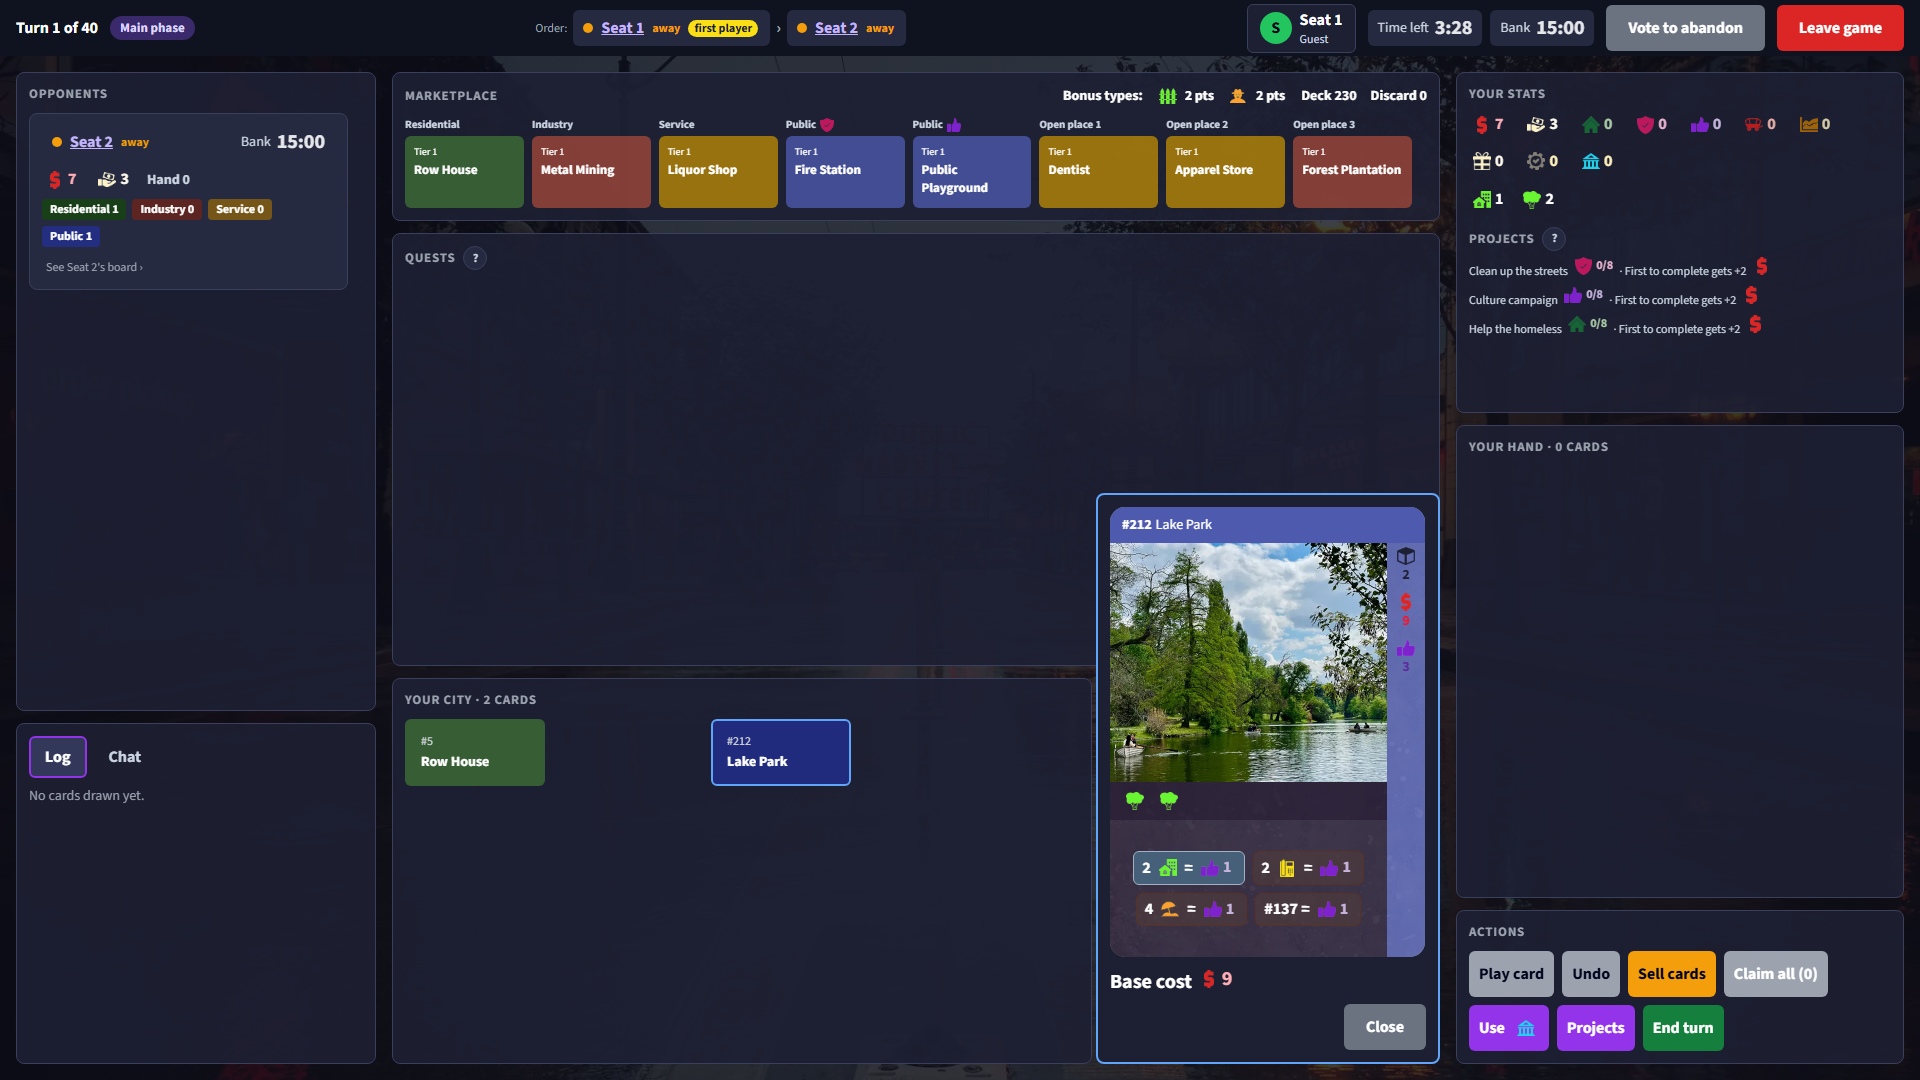 Turn 1 of 40 Main phase
Order: Seat 1 away first player › Seat 2 away
S Seat 1 Guest
Time left 3:28
Bank 15:00
Vote to abandon
Leave game
OPPONENTS
Seat 2 away Bank 15:00
7 3 Hand 0
Residential 1 Industry 0 Service 0
Public 1
See Seat 2's board ›
Log Chat
No cards drawn yet.
MARKETPLACE
Bonus types: 2 pts 2 pts Deck 230 Discard 0
Residential Industry Service Public Public Open place 1 Open place 2 Open place 3
Tier 1 Row House
Tier 1 Metal Mining
Tier 1 Liquor Shop
Tier 1 Fire Station
Tier 1 Public Playground
Tier 1 Dentist
Tier 1 Apparel Store
Tier 1 Forest Plantation
QUESTS ?
YOUR CITY · 2 CARDS
#5
Row House
#212
Lake Park
#212 Lake Park
2
9
3
2 = 1 2 = 1
4 = 1 #137 = 1
Base cost 9
Close
YOUR STATS
7 3 0 0 0 0 0
0 0 0
1 2
PROJECTS ?
Clean up the streets 0/8 · First to complete gets +2
Culture campaign 0/8 · First to complete gets +2
Help the homeless 0/8 · First to complete gets +2
YOUR HAND · 0 CARDS
ACTIONS
Play card Undo Sell cards Claim all (0)
Use Projects End turn